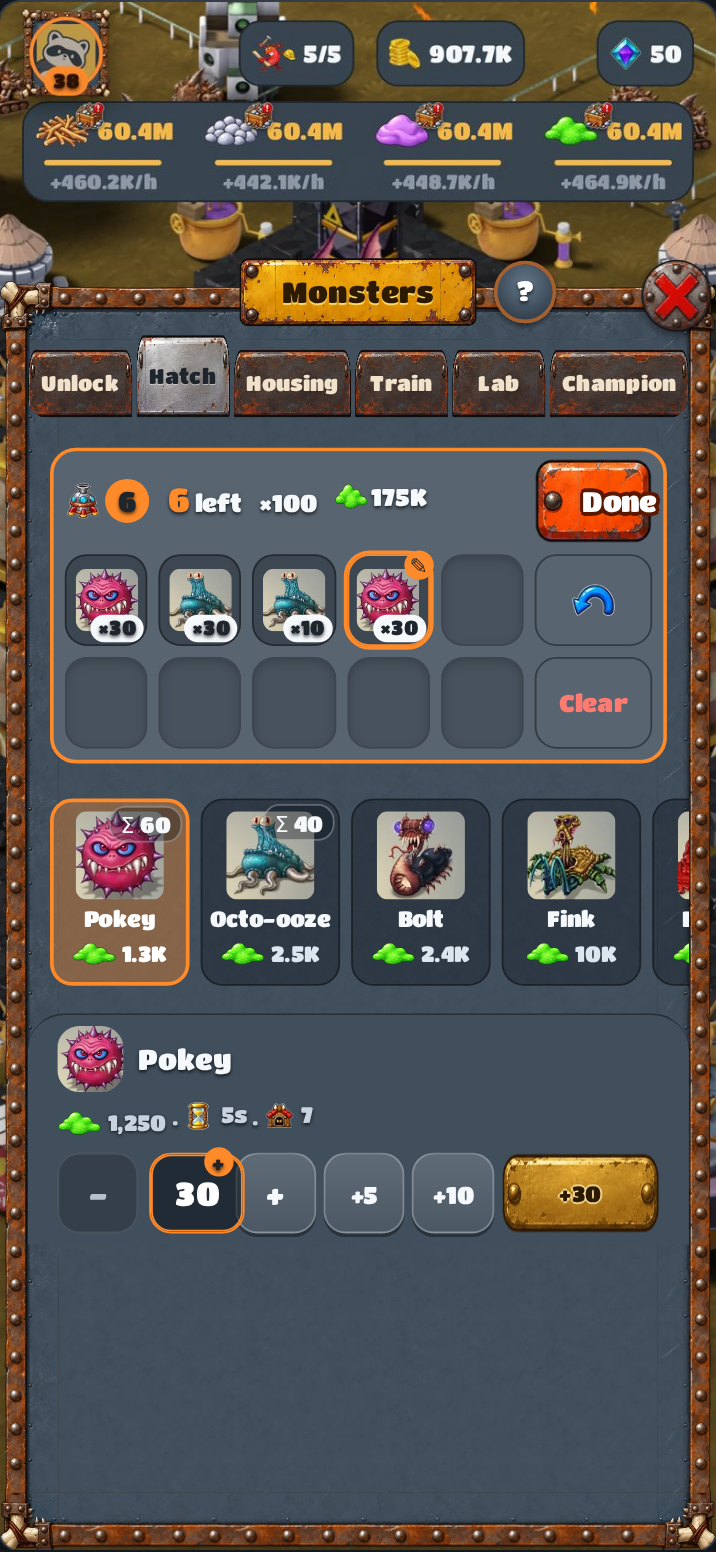 38
5/5
907.7K
50
60.4M 60.4M 60.4M 60.4M
+460.2K/h +442.1K/h +448.7K/h +464.9K/h
Monsters
?
Unlock Hatch Housing Train Lab Champion
6 6 left ×100 175K Done
×30 ×30 ×10 ×30
Clear
Σ 60 Σ 40
Pokey Octo-ooze Bolt Fink
1.3K 2.5K 2.4K 10K
Pokey
1,250 · 5s . 7
- 30 + +5 +10 +30